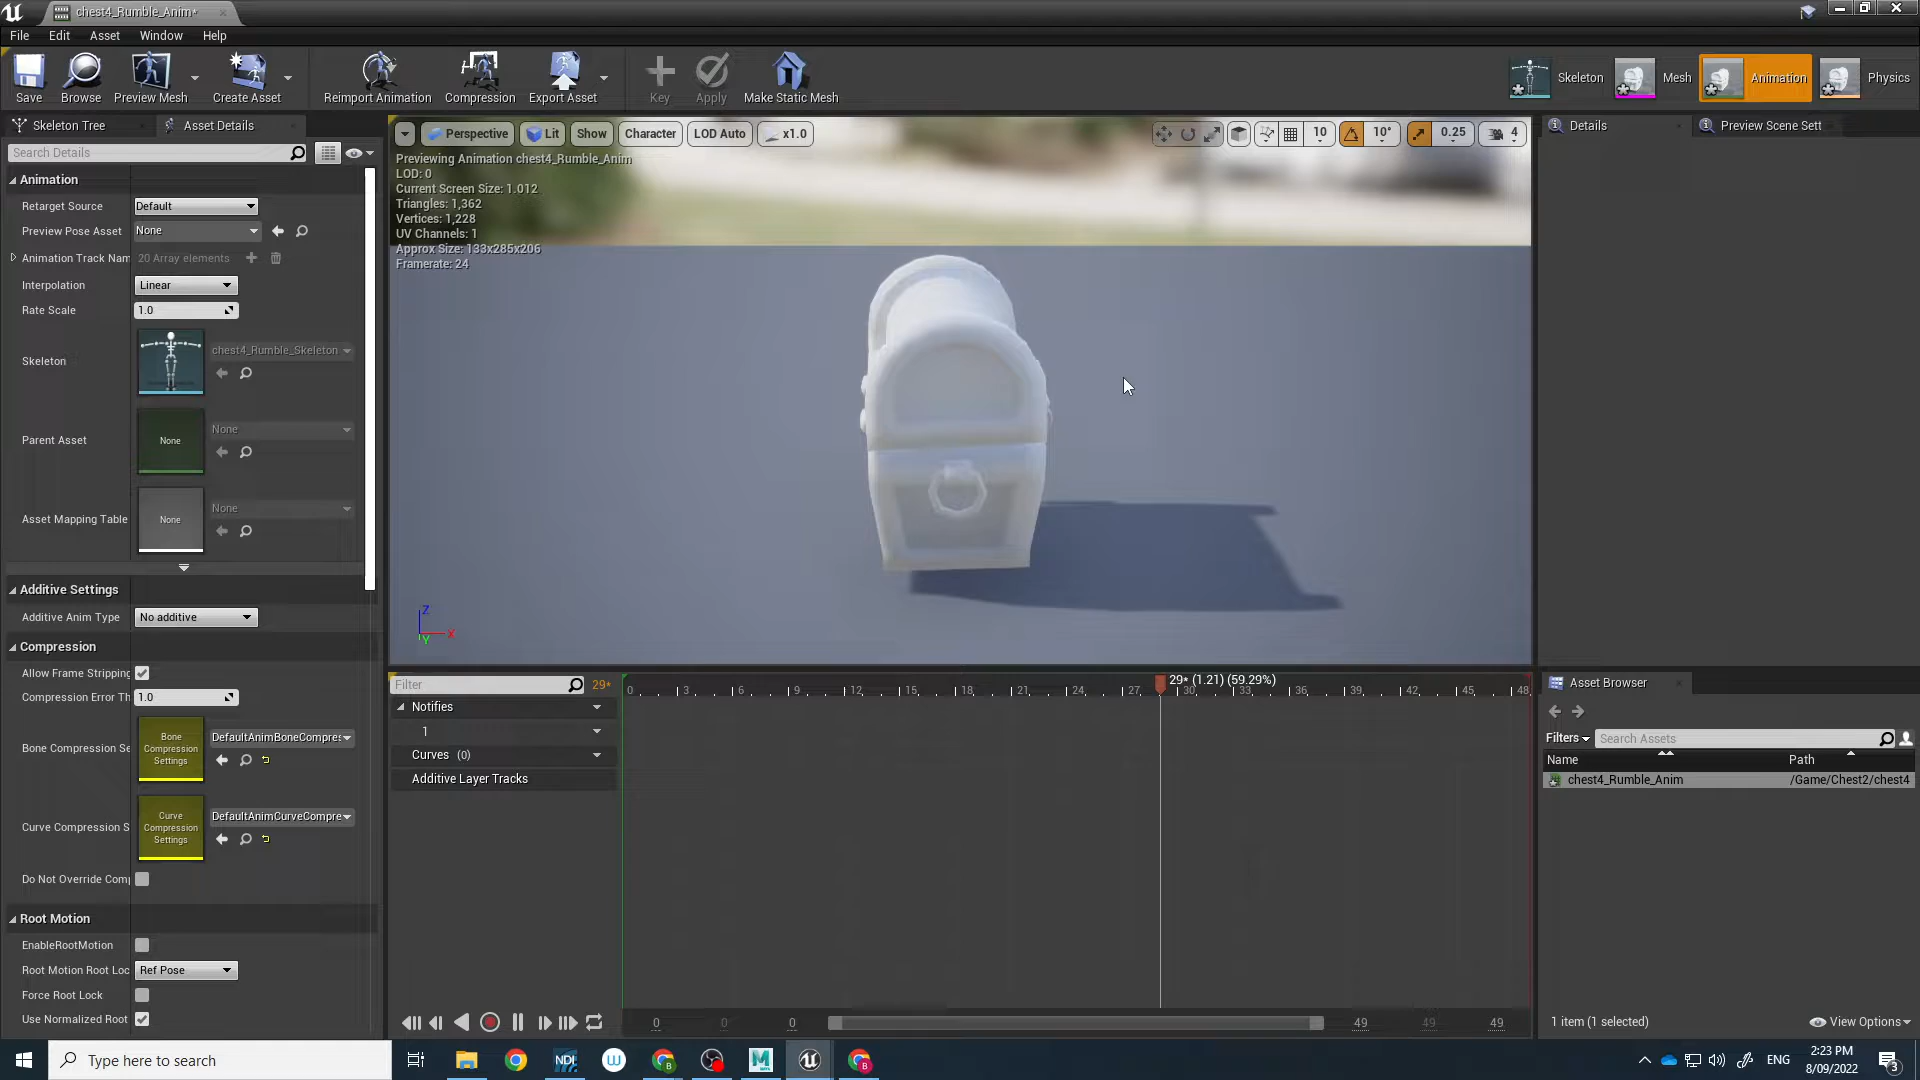 chest4_Rumble_Anim*
File Edit Asset Window Help
Save Browse Preview Mesh Create Asset Reimport Animation Compression Export Asset Key Apply Make Static Mesh Skeleton Mesh Animation Physics
Skeleton Tree Asset Details
Search Details
Animation
Retarget Source Default
Preview Pose Asset None
Animation Track Nam 20 Array elements
Interpolation Linear
Rate Scale 1.0
Skeleton chest4_Rumble_Skeleton
Parent Asset None None
Asset Mapping Table None None
Additive Settings
Additive Anim Type No additive
Compression
Allow Frame Stripping
Compression Error Th 1.0
Bone Compression Se Bone Compression Settings DefaultAnimBoneCompres
Curve Compression S Curve Compression Settings DefaultAnimCurveCompre
Do Not Override Comp
Root Motion
EnableRootMotion
Root Motion Root Loc Ref Pose
Force Root Lock
Use Normalized Root
Perspective Lit Show Character LOD Auto x1.0 10 10° 0.25 4
Previewing Animation chest4_Rumble_Anim
LOD: 0
Current Screen Size: 1.012
Triangles: 1,362
Vertices: 1,228
UV Channels: 1
Approx Size: 133x285x206
Framerate: 24
Z
X
Y
Filter 29*
0 3 6 9 12 15 18 21 24 27 30 33 36 39 42 45 48
29* (1.21) (59.29%)
Notifies
1
Curves (0)
Additive Layer Tracks
0 0 0 49 49 49
Details Preview Scene Sett
Asset Browser
Filters Search Assets
Name Path
chest4_Rumble_Anim /Game/Chest2/chest4
1 item (1 selected) View Options
Type here to search
NDI
ENG
2:23 PM
8/09/2022
3